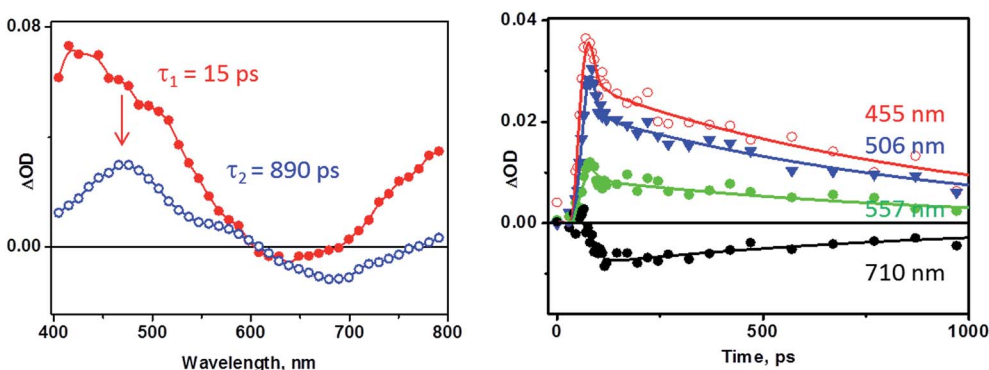 0.08
ΔOD
0.00
τ1 = 15 ps
τ2 = 890 ps
400 500 600 700 800
Wavelength, nm
0.04
0.02
0.00
ΔOD
455 nm
506 nm
557 nm
710 nm
0 500 1000
Time, ps